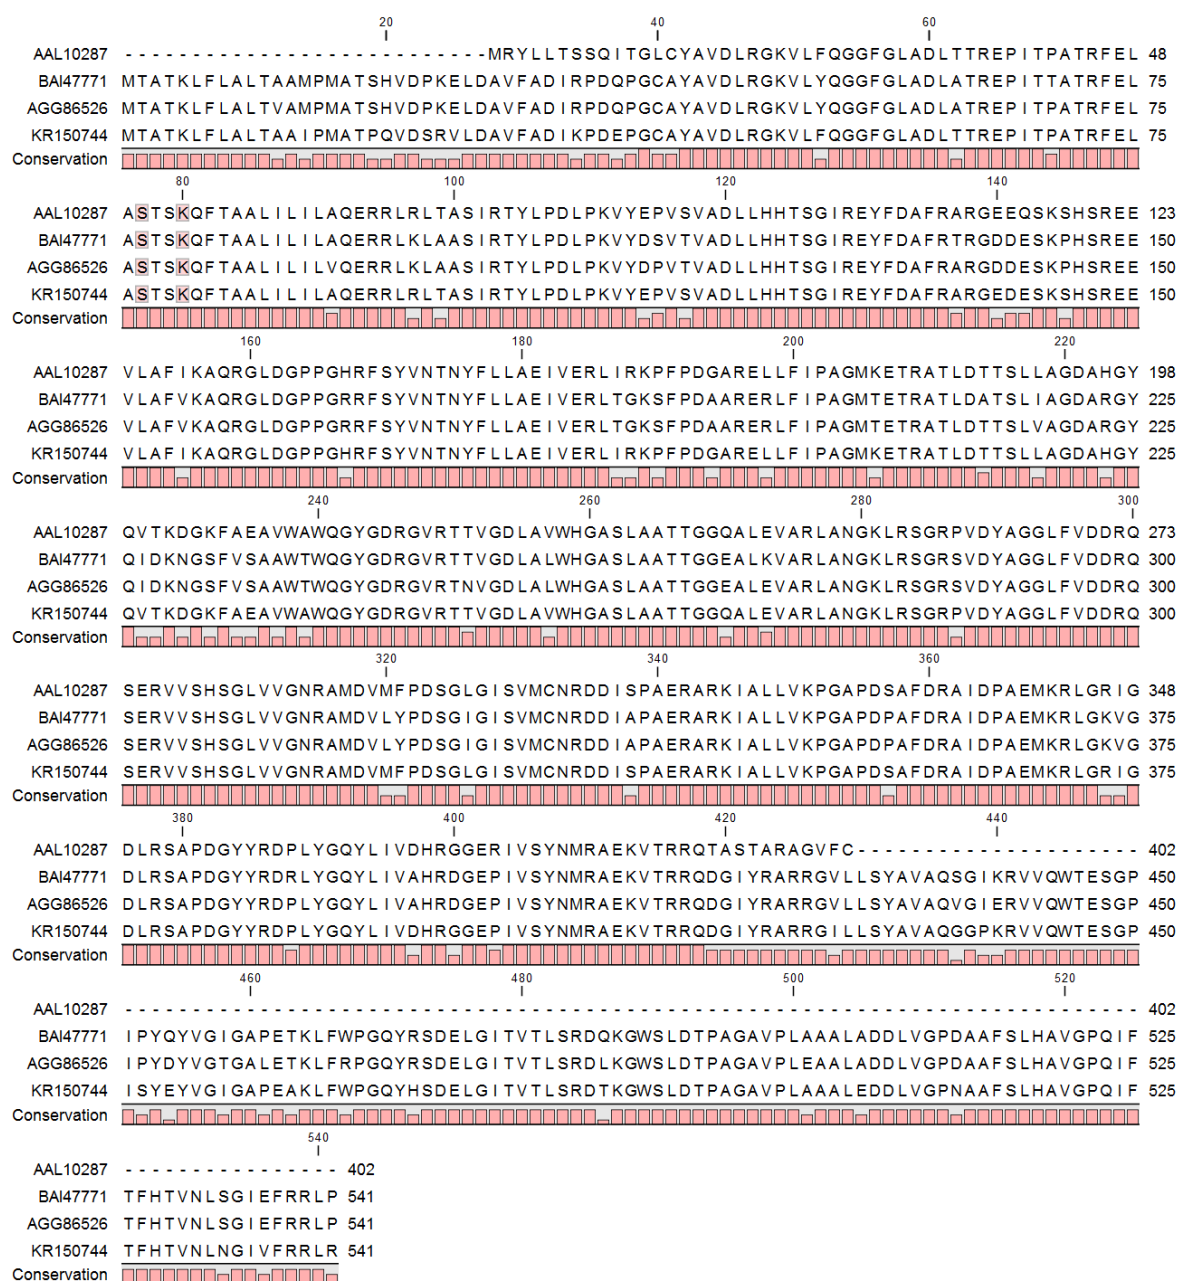 20 40 60
AAL10287 - - - - - - - - - - - - - - - - - - - - - - - - - - - MRYLLTSSQITGLCYAVDLRGKVLFQGGFGLADLTTREPITPATRFEL 48
BAI47771 MTATKLFLALTAAMPMATSHVDPKELDAVFADIRPDQPGCAYAVDLRGKVLYQGGFGLADLATREPITTATRFEL 75
AGG86526 MTATKLFLALTVAMPMATSHVDPKELDAVFADIRPDQPGCAYAVDLRGKVLYQGGFGLADLATREPITPATRFEL 75
KR150744 MTATKLFLALTAAIPMATPQVDSRVLDAVFADIKPDEPGCAYAVDLRGKVLFQGGFGLADLTTREPITPATRFEL 75
Conservation
80 100 120 140
AAL10287 ASTSKQFTAALILILAQERRLRLTASIRTYLPDLPKVYEPVSVADLLHHTSGIREYFDAFRARGEEQSKSHSREE 123
BAI47771 ASTSKQFTAALILILAQERRLKLAASIRTYLPDLPKVYDSVTVADLLHHTSGIREYFDAFRTRGDDESKPHSREE 150
AGG86526 ASTSKQFTAALILILVQERRLKLAASIRTYLPDLPKVYDPVTVADLLHHTSGIREYFDAFRARGDDESKPHSREE 150
KR150744 ASTSKQFTAALILILAQERRLRLTASIRTYLPDLPKVYEPVSVADLLHHTSGIREYFDAFRARGEDESKSHSREE 150
Conservation
160 180 200 220
AAL10287 VLAFIKAQRGLDGPPGHRFSYVNTNYFLLAEIVERLIRKPFPDGARELLFIPAGMKETRATLDTTSLLAGDAHGY 198
BAI47771 VLAFVKAQRGLDGPPGRRFSYVNTNYFLLAEIVERLTGKSFPDAARERLFIPAGMTETRATLDATSLIAGDARGY 225
AGG86526 VLAFVKAQRGLDGPPGRRFSYVNTNYFLLAEIVERLTGKSFPDGARERLFIPAGMTETRATLDTTSLVAGDARGY 225
KR150744 VLAFIKAQRGLDGPPGHRFSYVNTNYFLLAEIVERLIRKPFPDGARELLFIPAGMKETRATLDTTSLLAGDAHGY 225
Conservation
240 260 280 300
AAL10287 QVTKDGKFAEAVWAWQGYGDRGVRTTVGDLAVWHGASLAATTGGQALEVARLANGKLRSGRPVDYAGGLFVDDRQ 273
BAI47771 QIDKNGSFVSAAWTWQGYGDRGVRTTVGDLALWHGASLAATTGGEALKVARLANGKLRSGRSVDYAGGLFVDDRQ 300
AGG86526 QIDKNGSFVSAAWTWQGYGDRGVRTNVGDLALWHGASLAATTGGEALEVARLANGKLRSGRSVDYAGGLFVDDRQ 300
KR150744 QVTKDGKFAEAVWAWQGYGDRGVRTTVGDLAVWHGASLAATTGGQALEVARLANGKLRSGRPVDYAGGLFVDDRQ 300
Conservation
320 340 360
AAL10287 SERVVSHSGLVVGNRAMDVMFPDSGLGISVMCNRDDISPAERARKIALLVKPGAPDSAFDRAIDPAEMKRLGRIG 348
BAI47771 SERVVSHSGLVVGNRAMDVLYPDSGIGISVMCNRDDIAPAERARKIALLVKPGAPDPAFDRAIDPAEMKRLGKVG 375
AGG86526 SERVVSHSGLVVGNRAMDVLYPDSGIGISVMCNRDDIAPAERARKIALLVKPGAPDPAFDRAIDPAEMKRLGKVG 375
KR150744 SERVVSHSGLVVGNRAMDVMFPDSGLGISVMCNRDDISPAERARKIALLVKPGAPDSAFDRAIDPAEMKRLGRIG 375
Conservation
380 400 420 440
AAL10287 DLRSAPDGYYRDPLYGQYLIVDHRGGERIVSYNMRAEKVTRRQTASTARAGVFC- - - - - - - - - - - - - - - - - - - - - 402
BAI47771 DLRSAPDGYYRDRLYGQYLIVAHRDGEPIVSYNMRAEKVTRRQDGIYRARRGVLLSYAVAQSGIKRVVQWTESGP 450
AGG86526 DLRSAPDGYYRDPLYGQYLIVAHRDGEPIVSYNMRAEKVTRRQDGIYRARRGVLLSYAVAQVGIERVVQWTESGP 450
KR150744 DLRSAPDGYYRDPLYGQYLIVDHRGGEPIVSYNMRAEKVTRRQDGIYRARRGILLSYAVAQGGPKRVVQWTESGP 450
Conservation
460 480 500 520
AAL10287 - - - - - - - - - - - - - - - - - - - - - - - - - - - - - - - - - - - - - - - - - - - - - - - - - - - - - - - - - - - - - - - - - - - - - - - - - - - 402
BAI47771 IPYQYVGIGAPETKLFWPGQYRSDELGITVTLSRDQKGWSLDTPAGAVPLAAALADDLVGPDAAFSLHAVGPQIF 525
AGG86526 IPYDYVGTGALETKLFRPGQYRSDELGITVTLSRDLKGWSLDTPAGAVPLEAALADDLVGPDAAFSLHAVGPQIF 525
KR150744 ISYEYVGIGAPEAKLFWPGQYHSDELGITVTLSRDTKGWSLDTPAGAVPLAAALEDDLVGPNAAFSLHAVGPQIF 525
Conservation
540
AAL10287 - - - - - - - - - - - - - - - - 402
BAI47771 TFHTVNLSGIEFRRLP 541
AGG86526 TFHTVNLSGIEFRRLP 541
KR150744 TFHTVNLNGIVFRRLR 541
Conservation